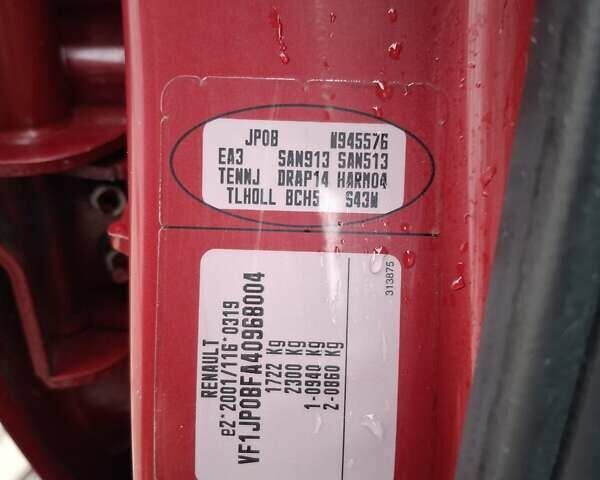 JP0B N945576
EA3 SAN913 SAN513
TENNJ DRAP14 HARM04
TLHOLL BCH5 S43W
RENAULT
e2*2001/116*0319
VF1JP0BFA40968004
1722 Kg
2300 Kg
1-0940 Kg
2-0860 Kg
313875